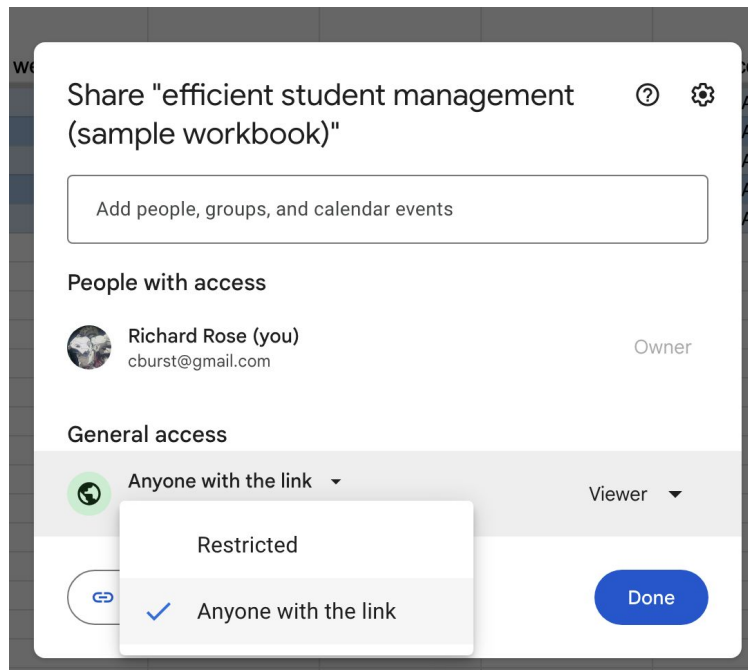 Share "efficient student management
(sample workbook)"
Add people, groups, and calendar events
People with access
Richard Rose (you)
cburst@gmail.com
Owner
General access
Anyone with the link
Viewer
Restricted
Anyone with the link
Done